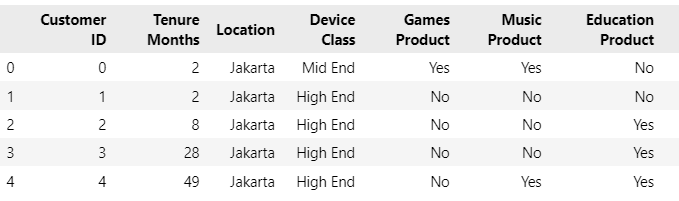 Customer ID Tenure Months Location Device Class Games Product Music Product Education Product
0 0 2 Jakarta Mid End Yes Yes No
1 1 2 Jakarta High End No No No
2 2 8 Jakarta High End No No Yes
3 3 28 Jakarta High End No No Yes
4 4 49 Jakarta High End No Yes Yes